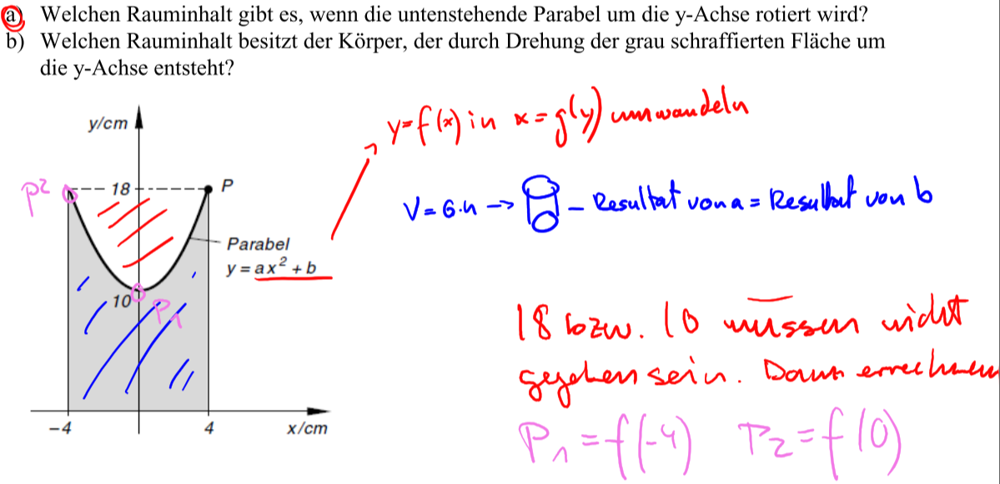 a) Welchen Rauminhalt gibt es, wenn die untenstehende Parabel um die y-Achse rotiert wird?
b) Welchen Rauminhalt besitzt der Körper, der durch Drehung der grau schraffierten Fläche um
die y-Achse entsteht?
y=f(x) in x=g(y) umwandeln
y/cm
P2
18
P
V=G·h → – Resultat von a = Resultat von b
Parabel
y = ax² + b
10
P1
18 bzw. 10 müssen nicht
gegeben sein. Dann errechnen
-4
4
x/cm
P1=f(-4) P2=f(0)